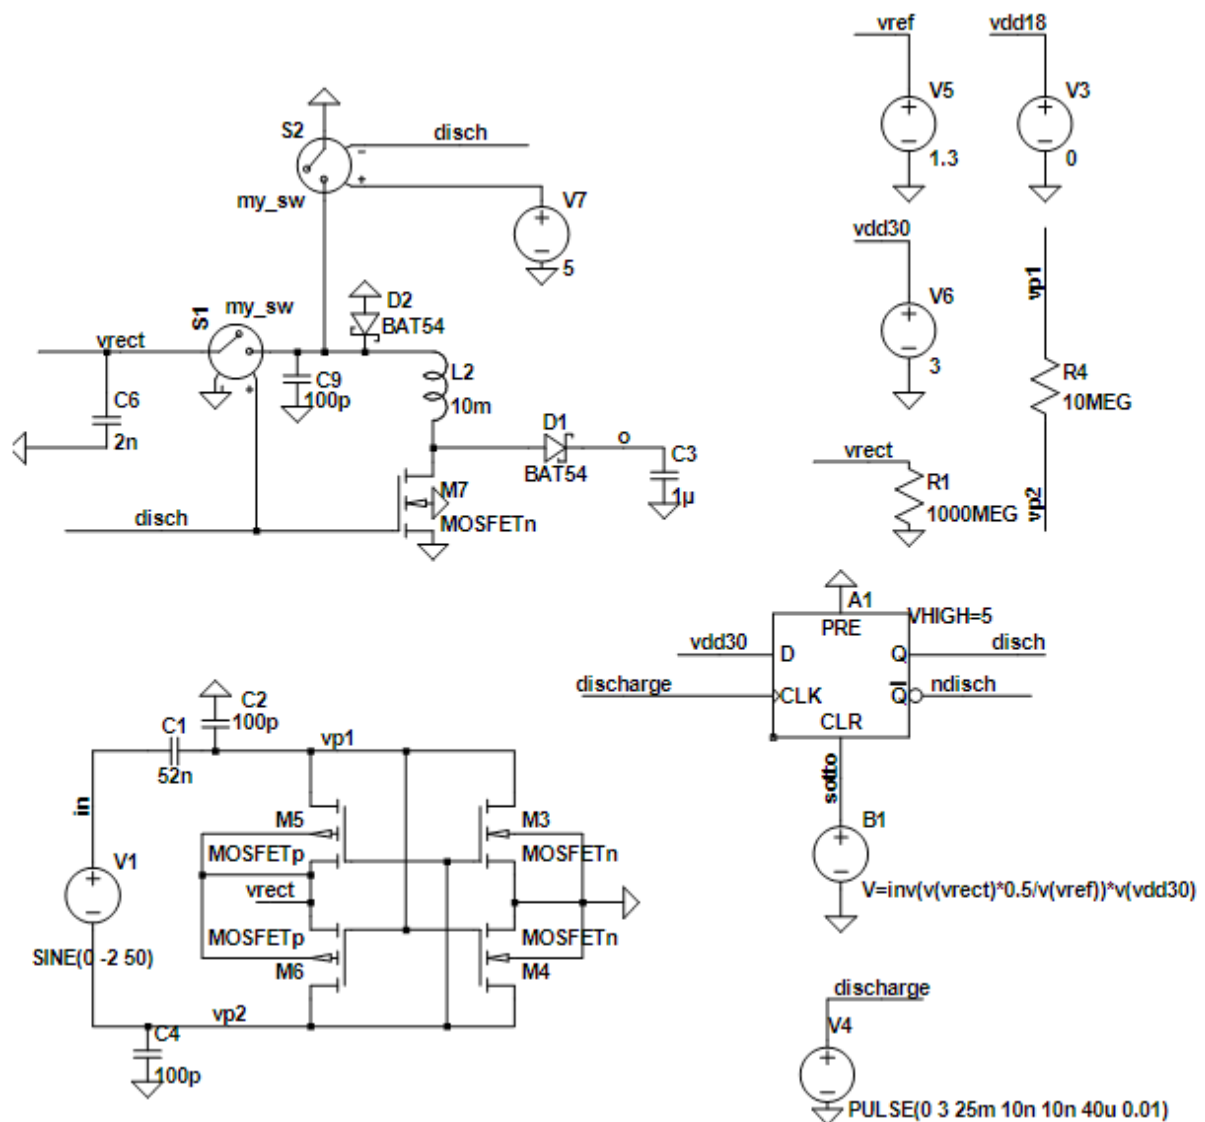 vref
vdd18
V5
1.3
V3
0
S2
disch
−
+
my_sw
V7
5
vdd30
V6
3
vp1
R4
10MEG
vp2
S1
my_sw
vrect
D2
BAT54
C6
2n
+
C9
100p
L2
10m
D1
BAT54
o
C3
1µ
M7
MOSFETn
disch
vrect
R1
1000MEG
A1
VHIGH=5
PRE
vdd30
D
Q
disch
discharge
CLK
Q
ndisch
CLR
sotto
B1
V=inv(v(vrect)*0.5/v(vref))*v(vdd30)
C2
100p
C1
52n
vp1
in
M5
MOSFETp
M3
MOSFETn
V1
vrect
SINE(0 -2 50)
MOSFETp
M6
MOSFETn
M4
vp2
C4
100p
discharge
V4
PULSE(0 3 25m 10n 10n 40u 0.01)